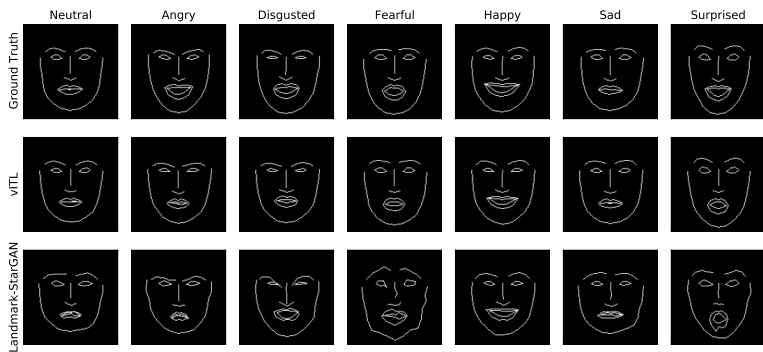 Neutral Angry Disgusted Fearful Happy Sad Surprised
Ground Truth
vITL
Landmark-StarGAN